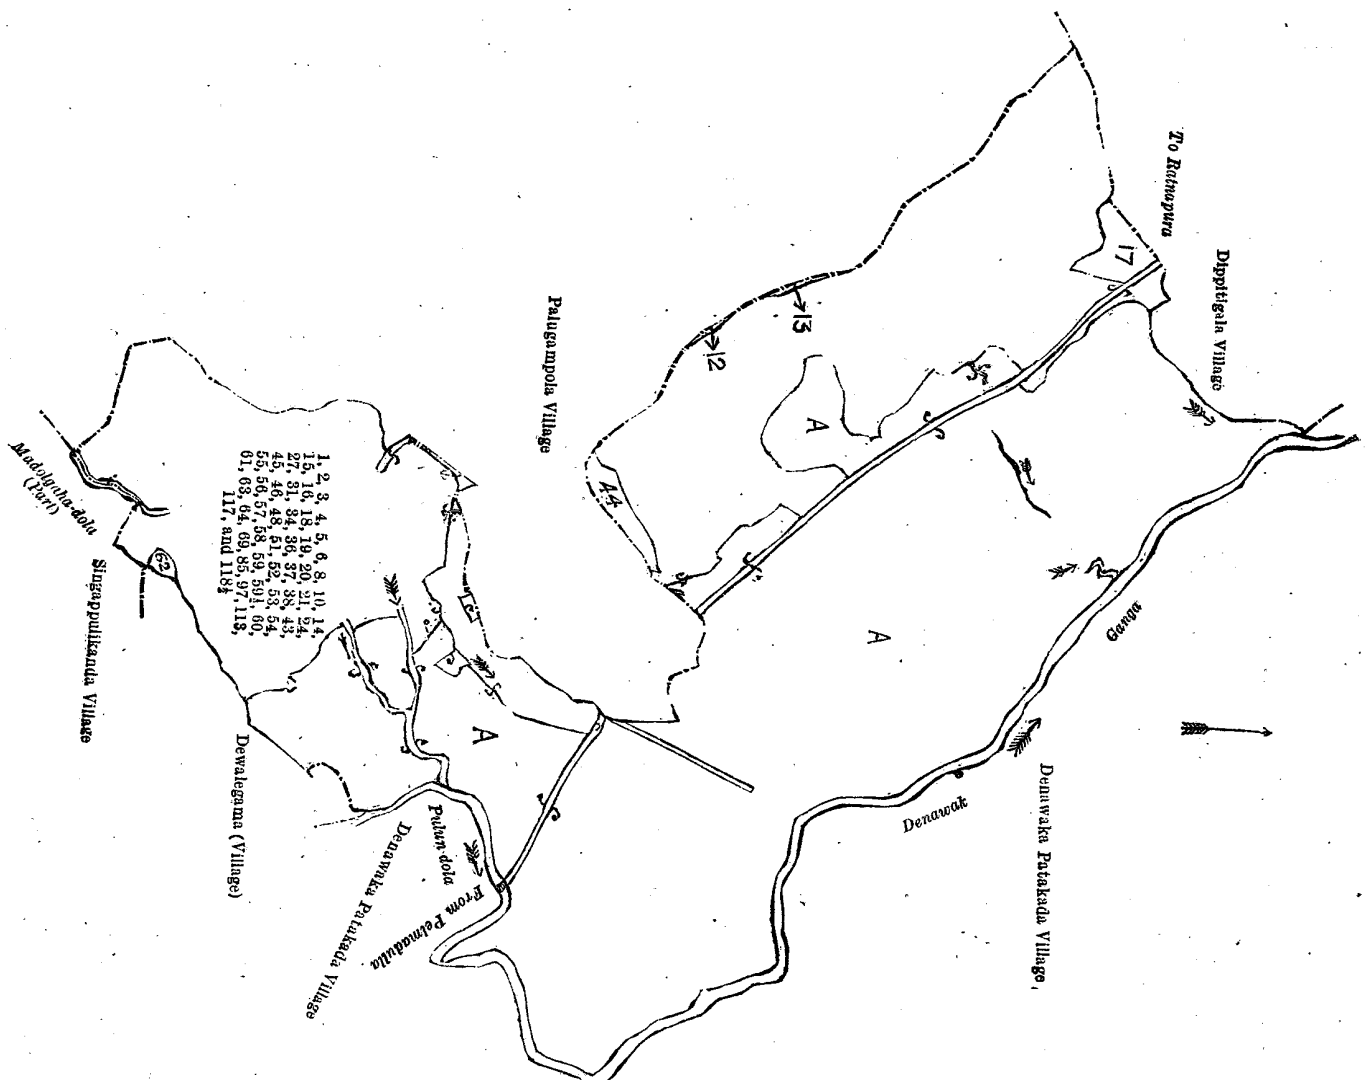 To Ratnapura
Dippitigala Village
17
13
12
Palugampola Village
A
44
A
Ganga
Denawak
Denawaka Patakada Village
1, 2, 3, 4, 5, 6, 8, 10, 14,
15, 16, 18, 19, 20, 21, 24,
27, 31, 34, 36, 37, 38, 43,
45, 46, 48, 51, 52, 53, 54,
55, 56, 57, 58, 59, 59½, 60,
61, 63, 64, 69, 85, 97, 113,
117, and 118½
Madolgaha-dola
(Part)
62
Singappulikanda Village
A
A
Dewalegama (Village)
Pulun-dola
Denawaka Patakada Village
From Pelmadulla